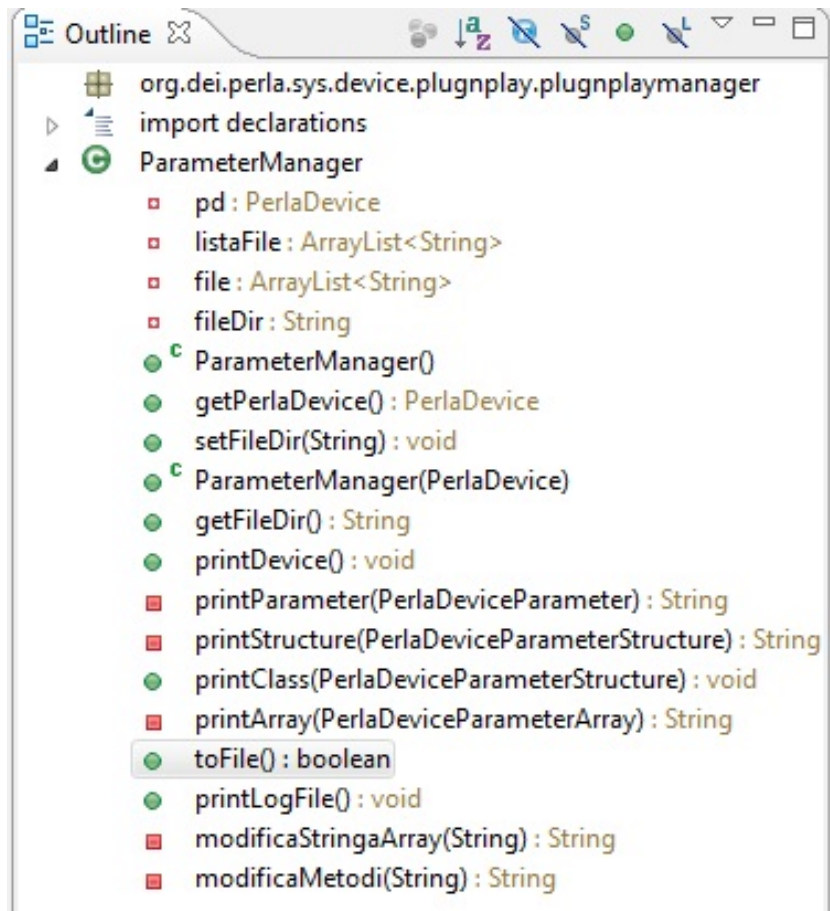 Outline
org.dei.perla.sys.device.plugnplay.plugnplaymanager
import declarations
ParameterManager
pd : PerlaDevice
listaFile : ArrayList<String>
file : ArrayList<String>
fileDir : String
ParameterManager()
getPerlaDevice() : PerlaDevice
setFileDir(String) : void
ParameterManager(PerlaDevice)
getFileDir() : String
printDevice() : void
printParameter(PerlaDeviceParameter) : String
printStructure(PerlaDeviceParameterStructure) : String
printClass(PerlaDeviceParameterStructure) : void
printArray(PerlaDeviceParameterArray) : String
toFile() : boolean
printLogFile() : void
modificaStringaArray(String) : String
modificaMetodi(String) : String